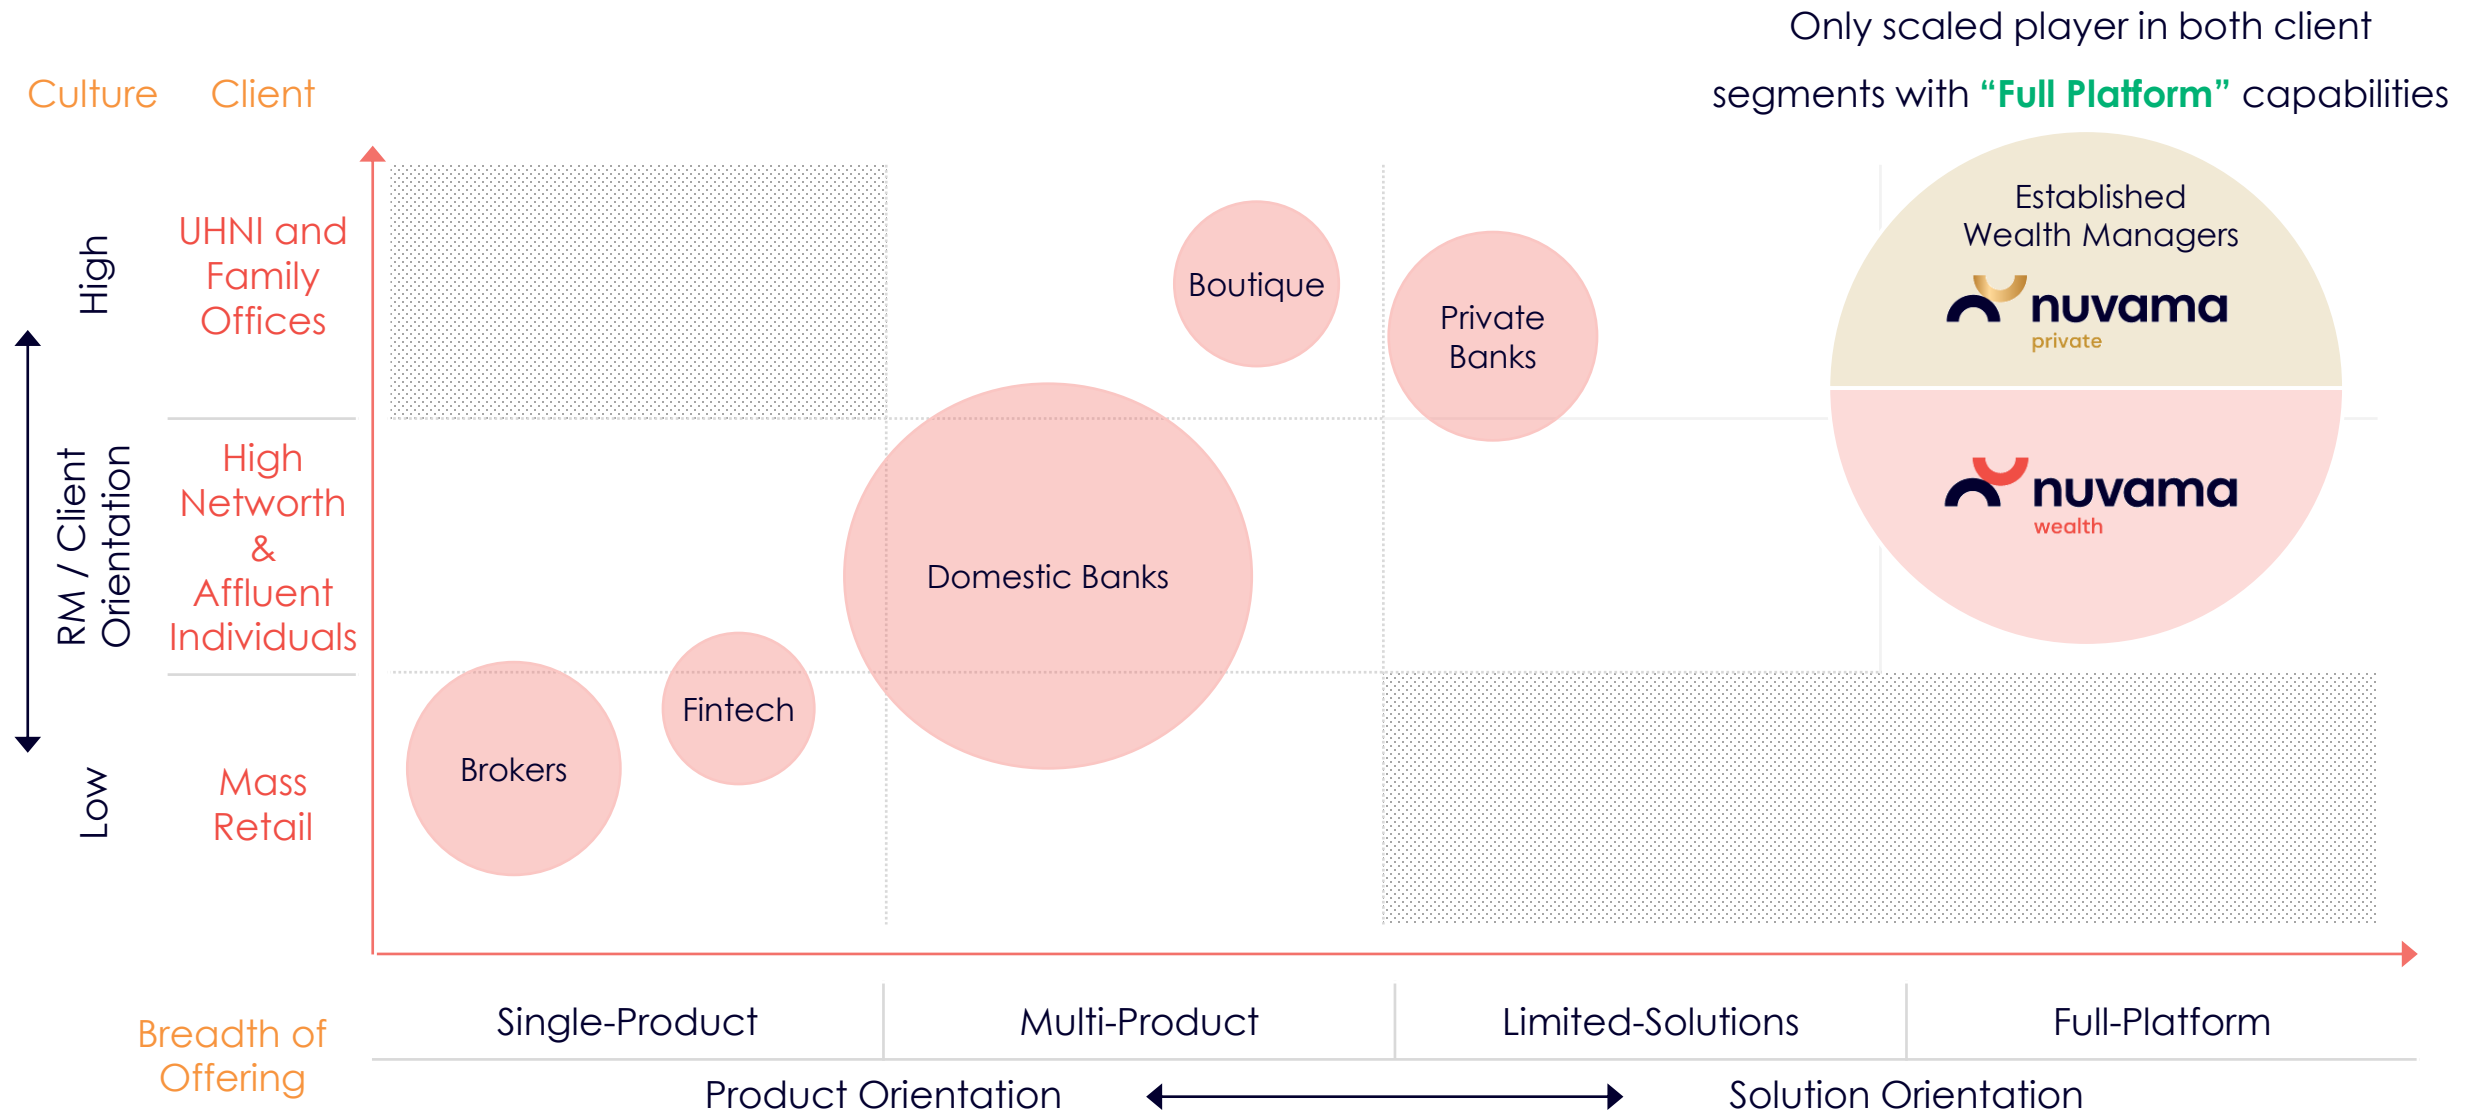 Only scaled player in both client
segments with “Full Platform” capabilities
Culture
Client
High
RM / Client
Orientation
Low
UHNI and
Family
Offices
High
Networth
&
Affluent
Individuals
Mass
Retail
Boutique
Private
Banks
Established
Wealth Managers
nuvama
private
nuvama
wealth
Domestic Banks
Fintech
Brokers
Breadth of
Offering
Single-Product
Multi-Product
Limited-Solutions
Full-Platform
Product Orientation
Solution Orientation